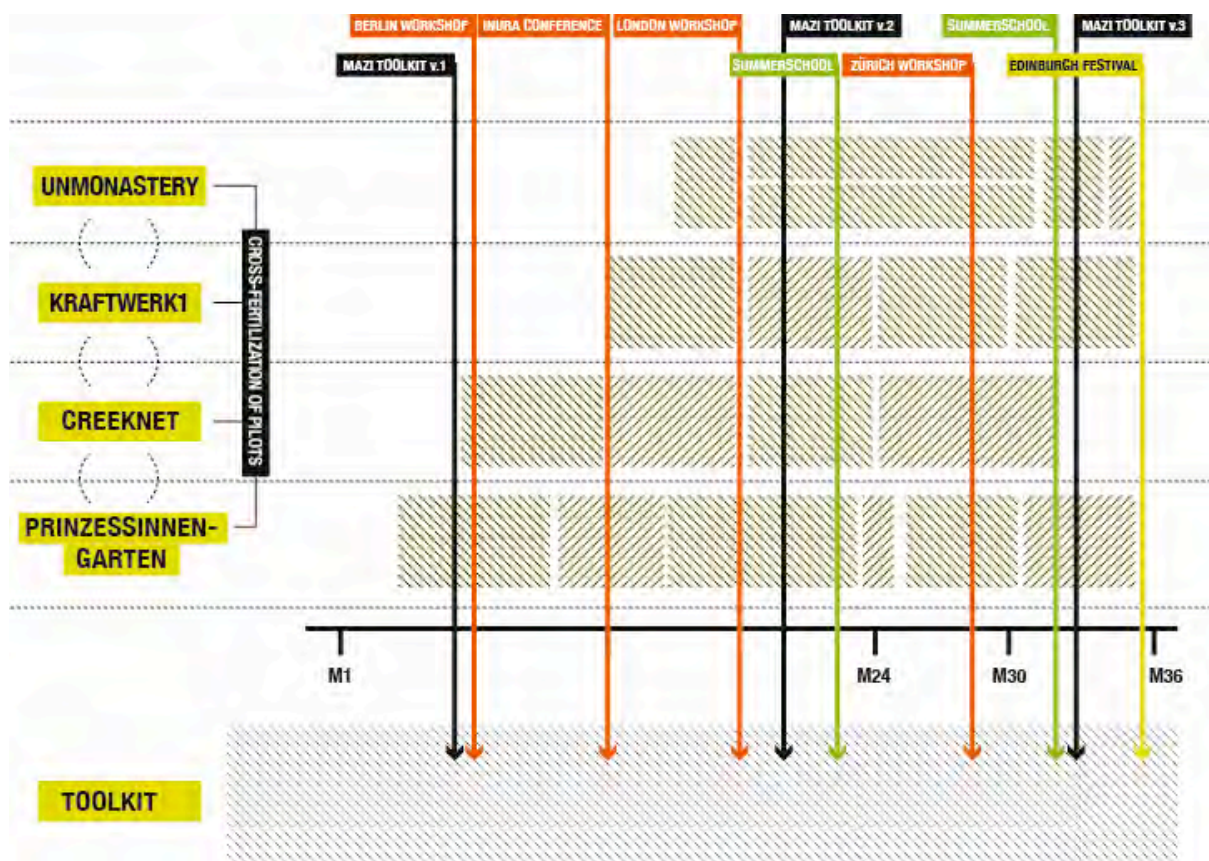 BERLIN WORKSHOP
INURA CONFERENCE
LONDON WORKSHOP
MAZI TOOLKIT v.2
SUMMERSCHOOL
MAZI TOOLKIT v.3
MAZI TOOLKIT v.1
SUMMERSCHOOL
ZÜRICH WORKSHOP
EDINBURGH FESTIVAL
UNMONASTERY
KRAFTWERK1
CREEKNET
PRINZESSINNEN-
GARTEN
CROSS-FERTILIZATION OF PILOTS
M1
M24
M30
M36
TOOLKIT